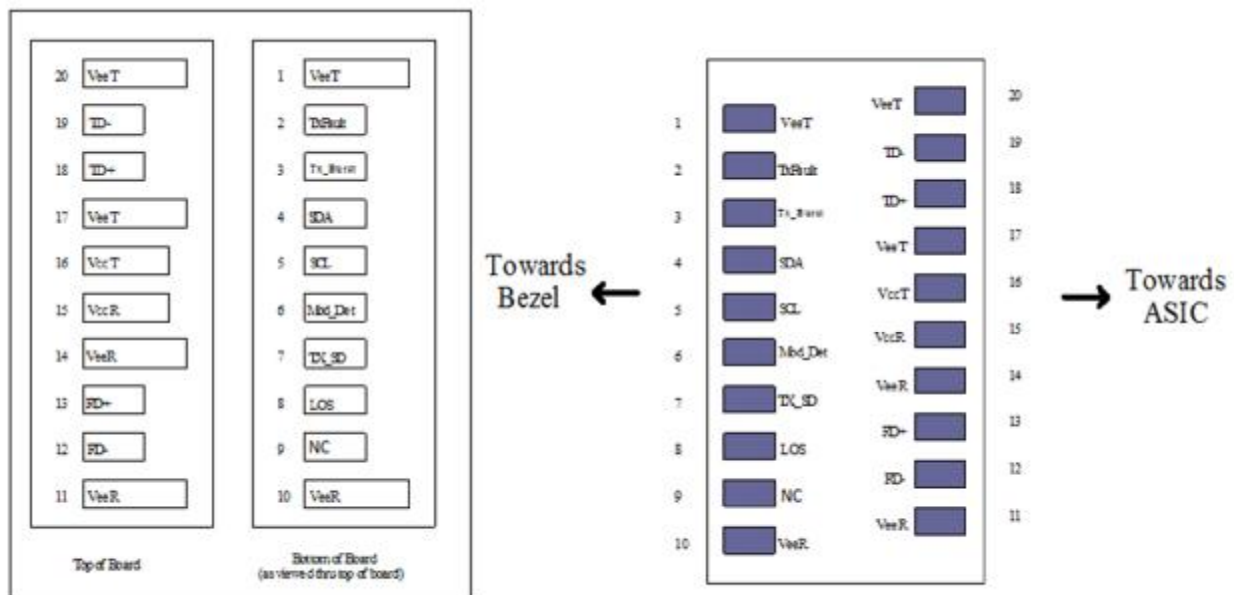 20 VeeT
19 TD-
18 TD+
17 VeeT
16 VccT
15 VccR
14 VeeR
13 RD+
12 RD-
11 VeeR
Top of Board
1 VeeT
2 TxFault
3 Tx_Burst
4 SDA
5 SCL
6 Mod_Det
7 TX_SD
8 LOS
9 NC
10 VeeR
Bottom of Board
(as viewed thru top of board)
Towards
Bezel
1 VeeT
2 TxFault
3 Tx_Burst
4 SDA
5 SCL
6 Mod_Det
7 TX_SD
8 LOS
9 NC
10 VeeR
VeeT 20
TD- 19
TD+ 18
VeeT 17
VccT 16
VccR 15
VeeR 14
RD+ 13
RD- 12
VeeR 11
Towards
ASIC